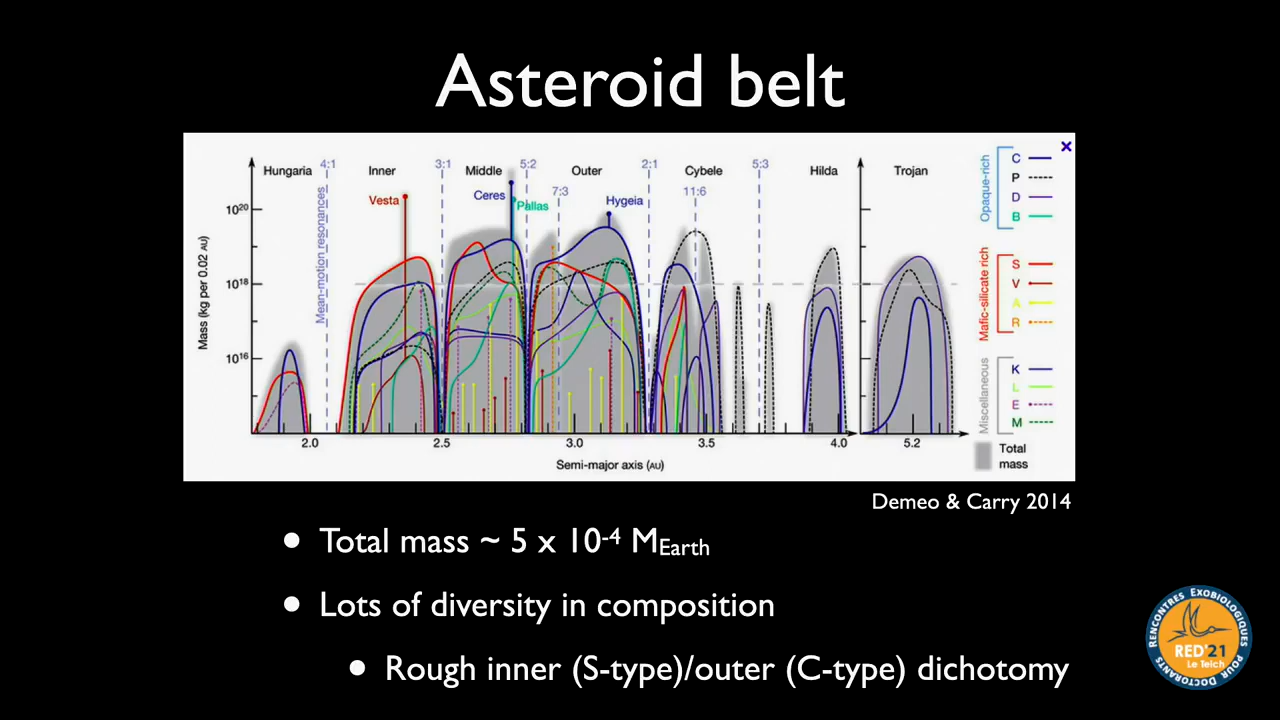 Asteroid belt
Hungaria
4:1
Inner
3:1
Middle
5:2
Outer
2:1
Cybele
5:3
Hilda
Trojan
7:3
11:6
Vesta
Ceres
Pallas
Hygeia
Mean-motion resonances
Mass (kg per 0.02 AU)
10²⁰
10¹⁸
10¹⁶
2.0
2.5
3.0
3.5
4.0
5.2
Semi-major axis (AU)
Opaque-rich
C
P
D
B
Mafic-silicate rich
S
V
A
R
Miscellaneous
K
L
E
M
Total
mass
Demeo & Carry 2014
• Total mass ~ 5 x 10⁻⁴ M_Earth
• Lots of diversity in composition
• Rough inner (S-type)/outer (C-type) dichotomy
RENCONTRES EXOBIOLOGIQUES
POUR DOCTORANTS
RED'21
Le Teich